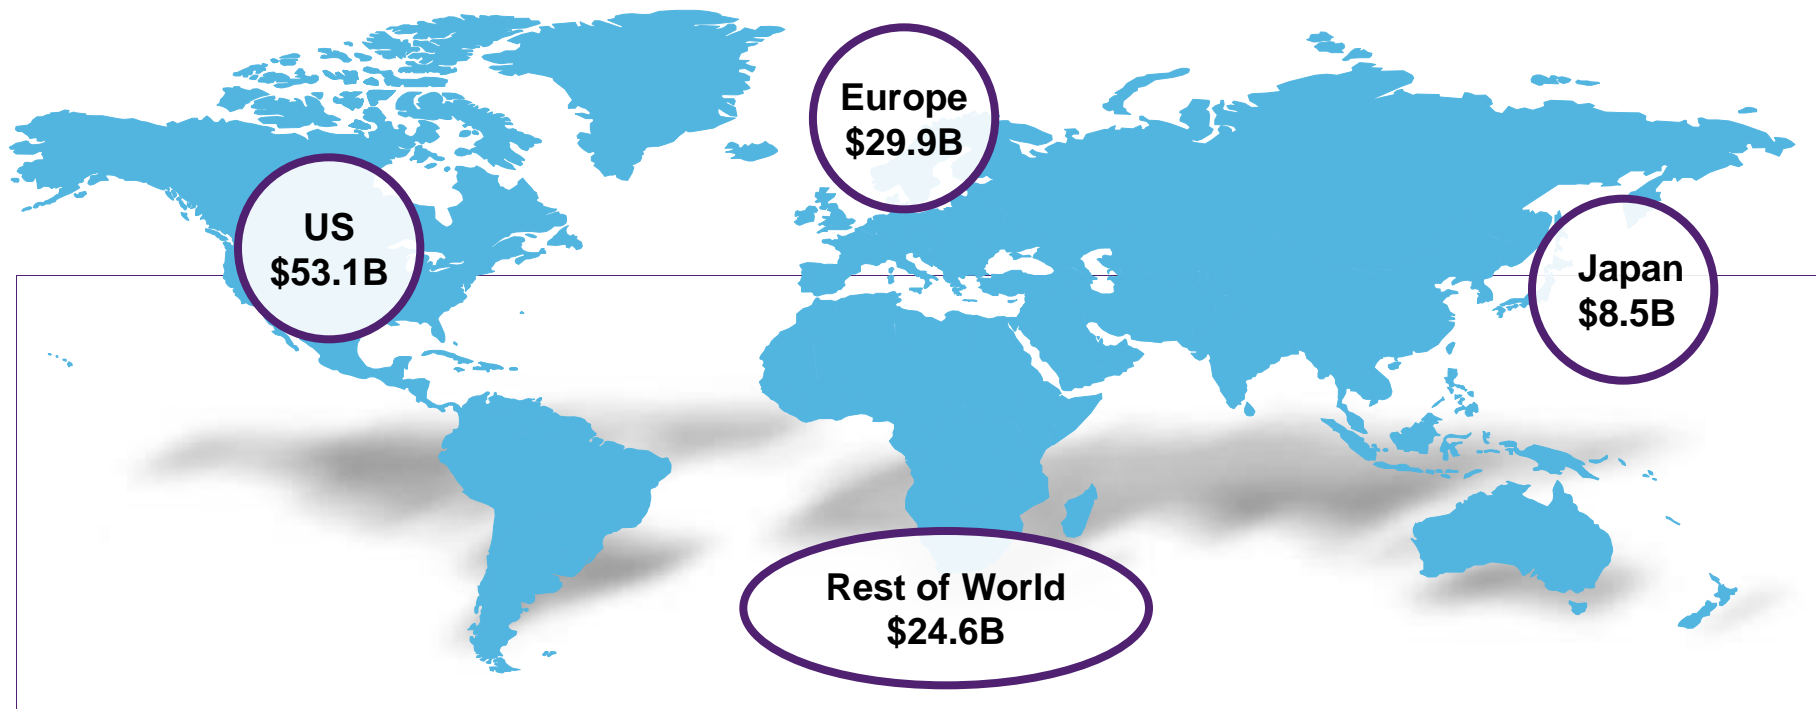 Europe
$29.9B
US
$53.1B
Japan
$8.5B
Rest of World
$24.6B